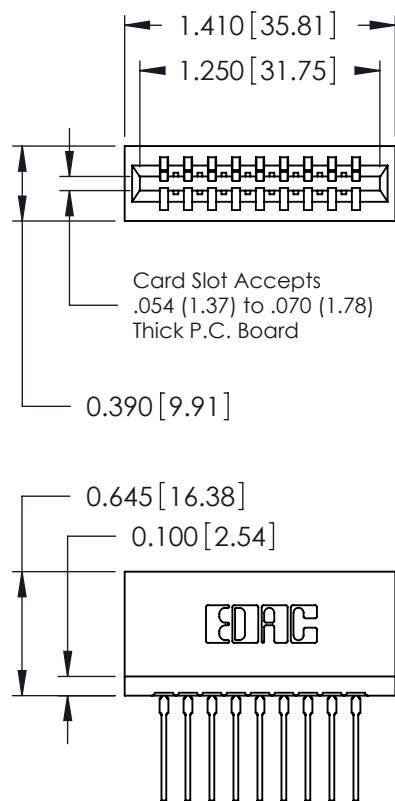 1.410 [35.81]
1.250 [31.75]
Card Slot Accepts
.054 (1.37) to .070 (1.78)
Thick P.C. Board
0.390 [9.91]
0.645 [16.38]
0.100 [2.54]
EDAC